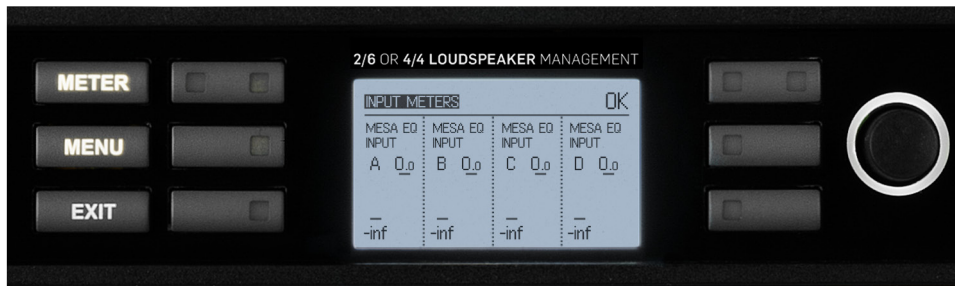 2/6 OR 4/4 LOUDSPEAKER MANAGEMENT
METER
MENU
EXIT
INPUT METERS OK
MESA EQ MESA EQ MESA EQ MESA EQ
INPUT INPUT INPUT INPUT
A 0.0 B 0.0 C 0.0 D 0.0
-inf -inf -inf -inf